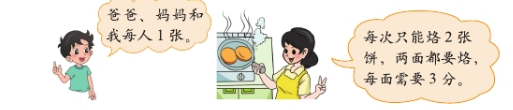 爸爸、妈妈和
我每人1张。
每次只能烙2张
饼，两面都要烙，
每面需要3分。